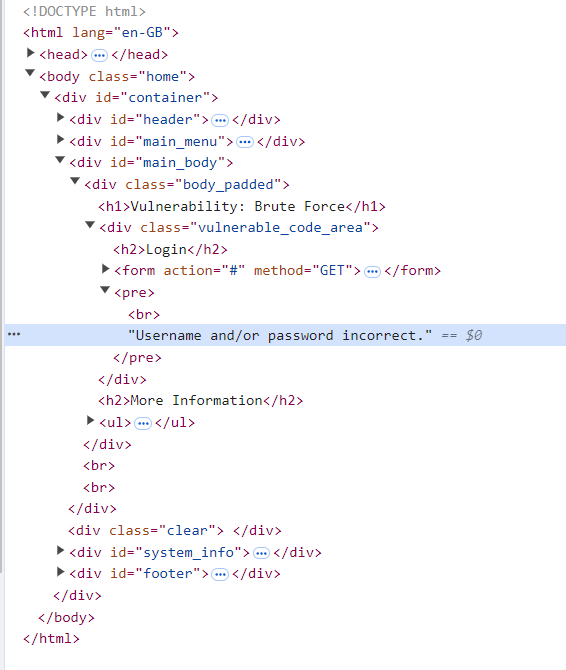 <!DOCTYPE html>
<html lang="en-GB">
<head> ••• </head>
<body class="home">
<div id="container">
<div id="header"> ••• </div>
<div id="main_menu"> ••• </div>
<div id="main_body">
<div class="body_padded">
<h1>Vulnerability: Brute Force</h1>
<div class="vulnerable_code_area">
<h2>Login</h2>
<form action="#" method="GET"> ••• </form>
<pre>
<br>
••• "Username and/or password incorrect." == $0
</pre>
</div>
<h2>More Information</h2>
<ul> ••• </ul>
</div>
<br>
<br>
</div>
<div class="clear"> </div>
<div id="system_info"> ••• </div>
<div id="footer"> ••• </div>
</div>
</body>
</html>